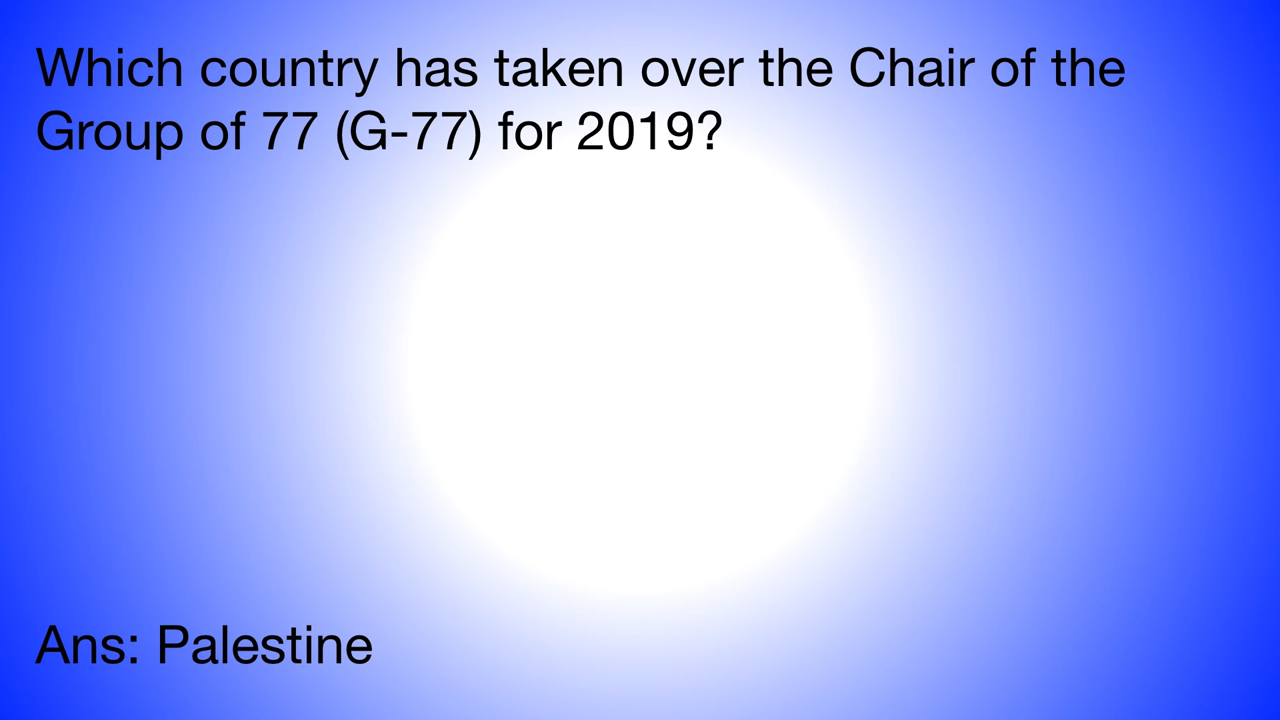 Which country has taken over the Chair of the
Group of 77 (G-77) for 2019?
Ans: Palestine